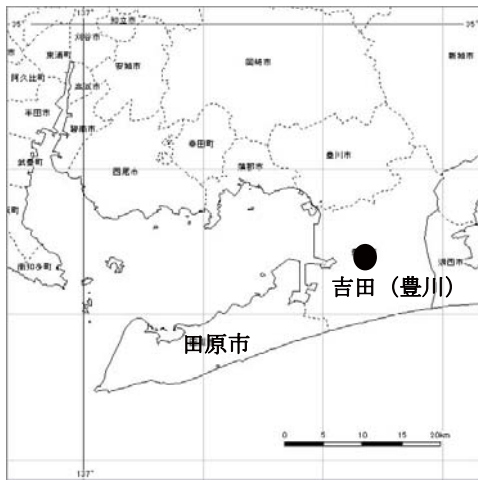 137°
35°
35°
知立市
刈谷市
東浦町
安城市
岡崎市
新城市
阿久比町
高浜市
半田市
碧南市
幸田町
武豊町
西尾市
蒲郡市
豊川市
浜町
南知多町
湖西市
吉田（豊川）
田原市
0 5 10 15 20km
137°